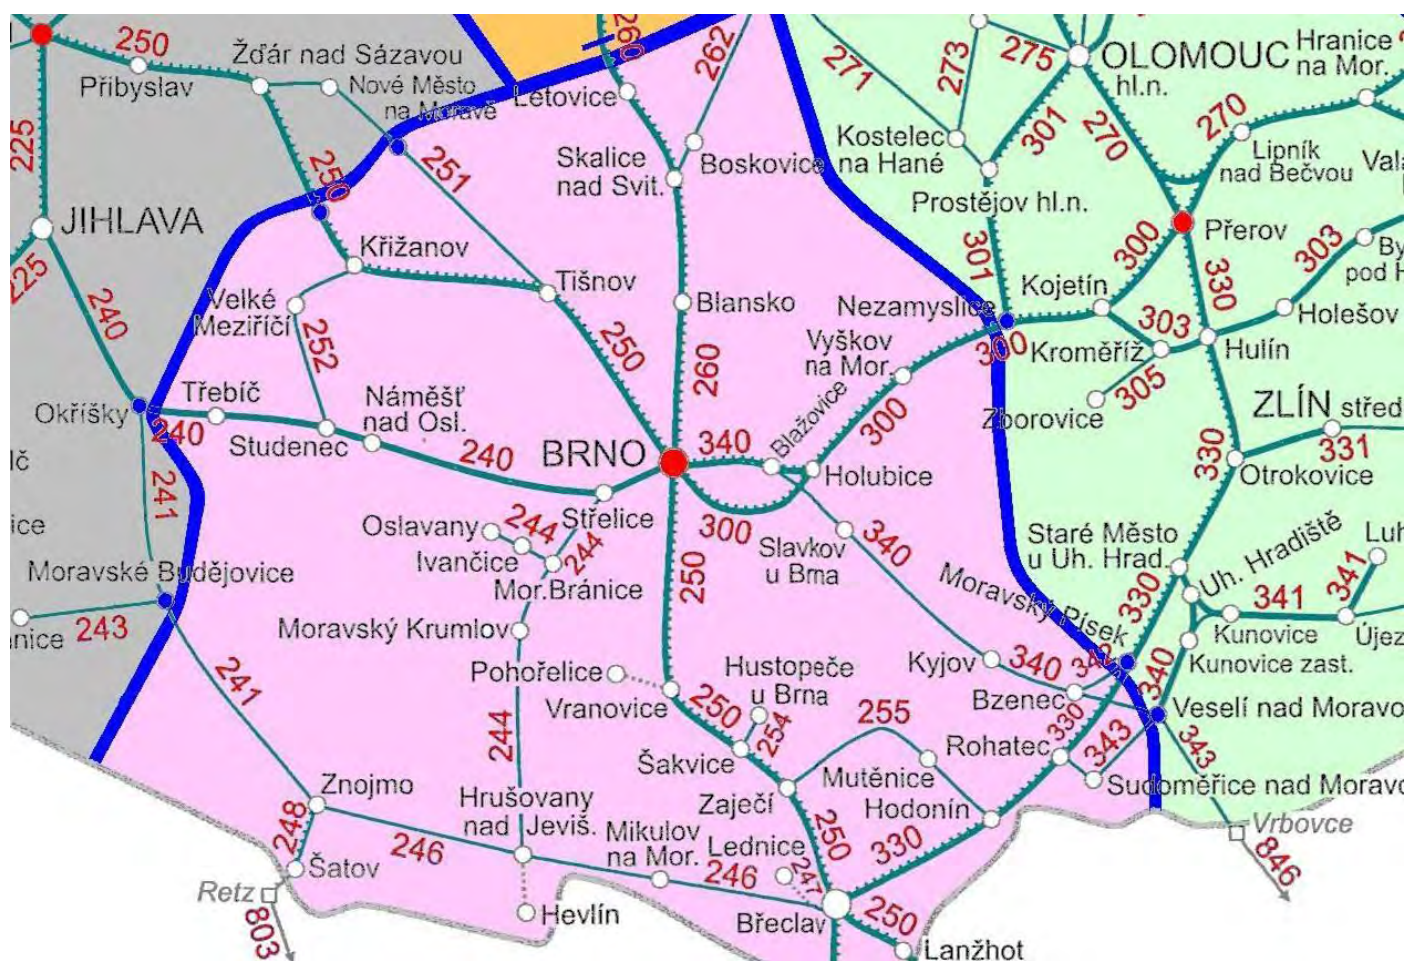 250
Žďár nad Sázavou
Přibyslav
Nové Město
na Moravě
260
262
Letovice
271
273
275
OLOMOUC
hl.n.
Hranice
na Mor.
225
250
251
Skalice
nad Svit.
Boskovice
Kostelec
na Hané
301
270
270
Lipník
nad Bečvou
JIHLAVA
Prostějov hl.n.
Přerov
225
240
Křižanov
Tišnov
301
300
303
Velke
Meziříčí
Blansko
Nezamyslice
Kojetín
330
Holešov
252
250
260
Vyškov
na Mor.
300
303
Kroměříž
Hulín
305
Okříšky
Třebíč
Náměšť
nad Osl.
Blažovice
300
Zborovice
ZLÍN střed
240
Studenec
240
BRNO
340
Holubice
330
331
Otrokovice
241
Oslavany
244
Střelice
300
Ivančice
244
Slavkov
u Brna
340
Staré Město
u Uh. Hrad.
Uh. Hradiště
Moravské Budějovice
Mor.Bránice
250
Moravský Písek
330
341
341
243
Kunovice
Moravský Krumlov
Kunovice zast.
Pohořelice
Hustopeče
u Brna
Kyjov
340
342
340
241
Vranovice
250
254
255
Bzenec
Veselí nad Moravo
244
Šakvice
Rohatec
330
343
343
Mutěnice
Sudoměřice nad Moravo
Znojmo
Hrušovany
nad Jeviš.
Zaječí
Hodonín
248
246
Mikulov
na Mor.
Lednice
250
330
Vrbovce
Šatov
246
247
846
Retz
803
Hevlín
Břeclav
250
Lanžhot